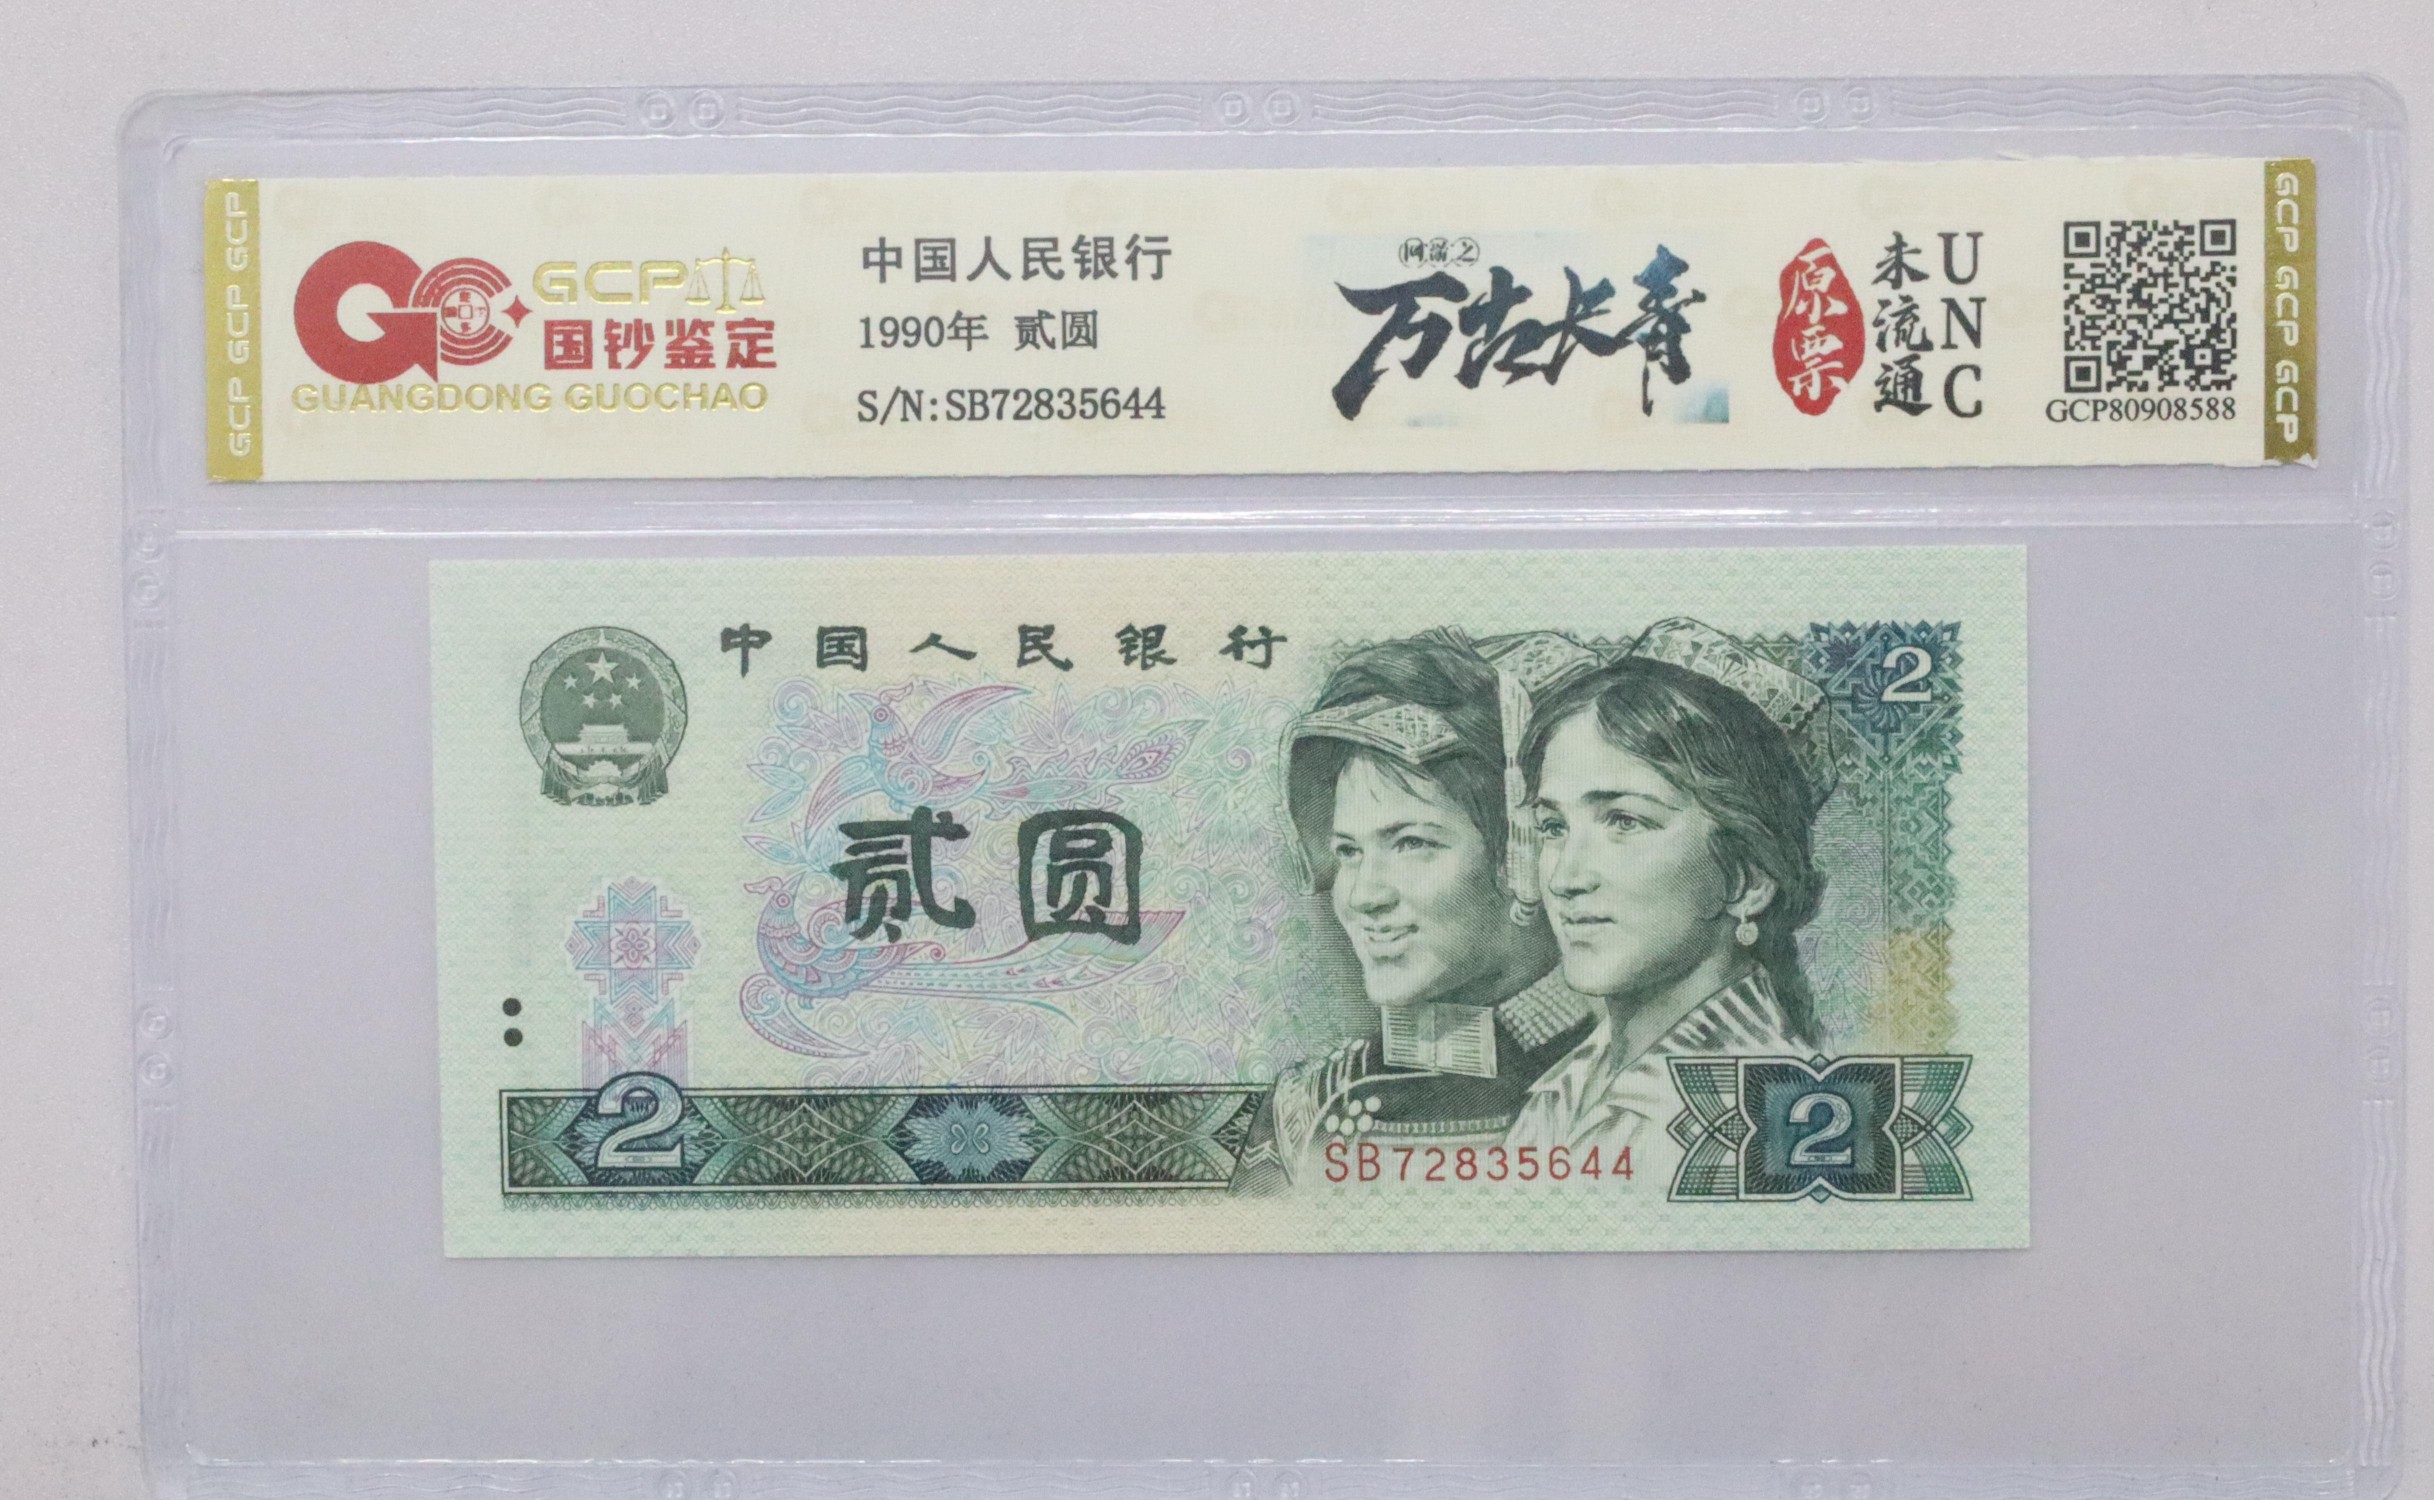 GCP GCP GCP
GCP
国钞鉴定
GUANGDONG GUOCHAO
中国人民银行
1990年 贰圆
S/N:SB72835644
万古长青
原票
未流通
UNC
GCP80908588
GCP GCP GCP
中国人民银行
2
贰圆
2
SB72835644
2